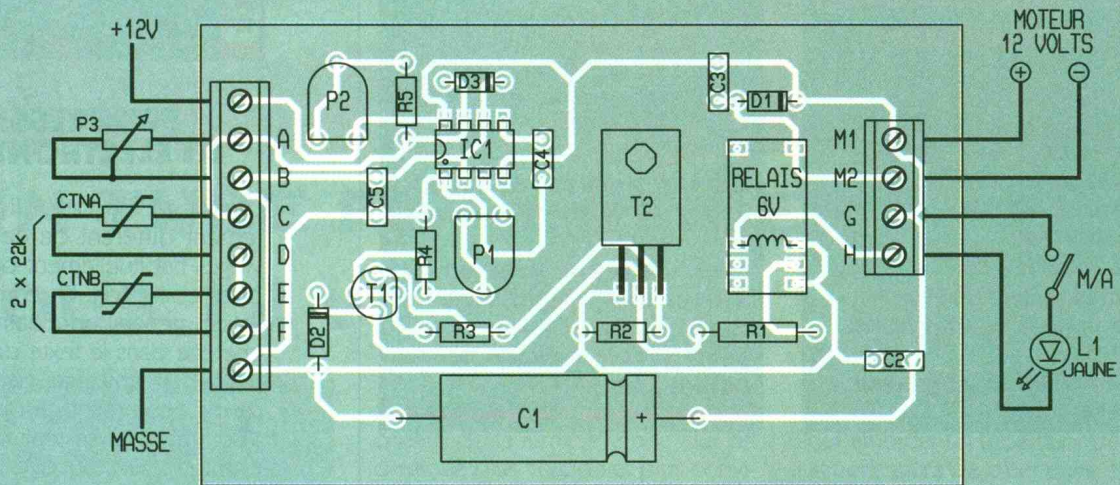 +12V
P3
CTNA
CTNB
2 x 22k
MASSE
A
B
C
D
E
F
P2
R5
D3
IC1
C5
C4
R4
P1
T1
D2
R3
R2
R1
T2
C3
D1
RELAIS
6V
C2
C1
+
MOTEUR
12 VOLTS
+ -
M1
M2
G
H
M/A
L1
JAUNE